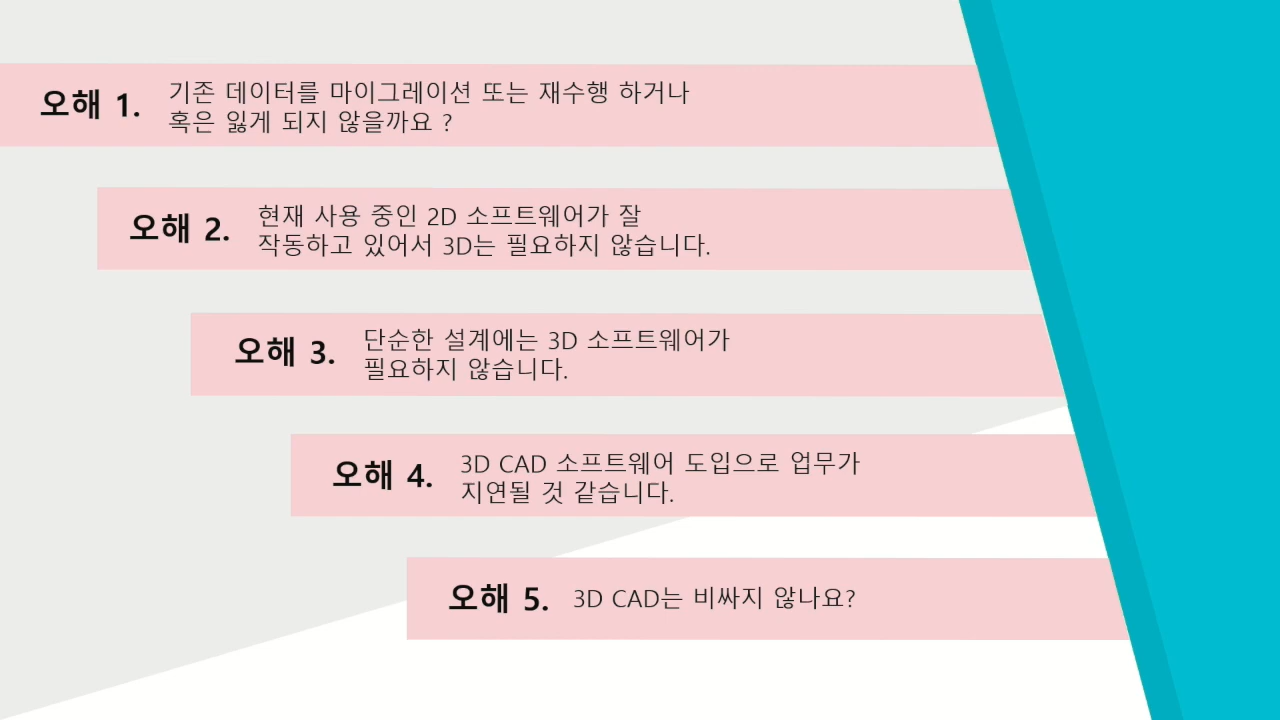 오해 1. 기존 데이터를 마이그레이션 또는 재수행 하거나
혹은 잃게 되지 않을까요 ?
오해 2. 현재 사용 중인 2D 소프트웨어가 잘
작동하고 있어서 3D는 필요하지 않습니다.
오해 3. 단순한 설계에는 3D 소프트웨어가
필요하지 않습니다.
오해 4. 3D CAD 소프트웨어 도입으로 업무가
지연될 것 같습니다.
오해 5. 3D CAD는 비싸지 않나요?